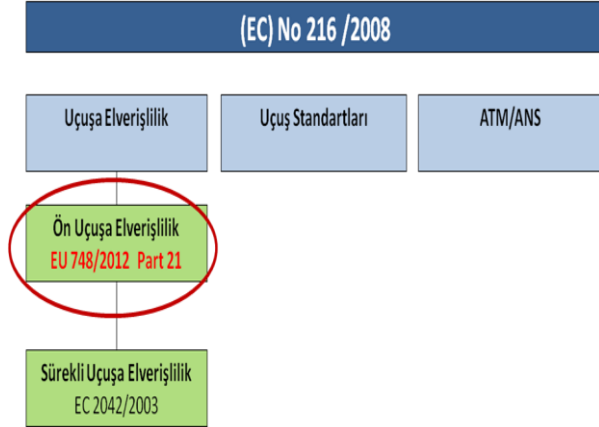 (EC) No 216 /2008
Uçuşa Elverişlilik
Uçuş Standartları
ATM/ANS
Ön Uçuşa Elverişlilik
EU 748/2012 Part 21
Sürekli Uçuşa Elverişlilik
EC 2042/2003